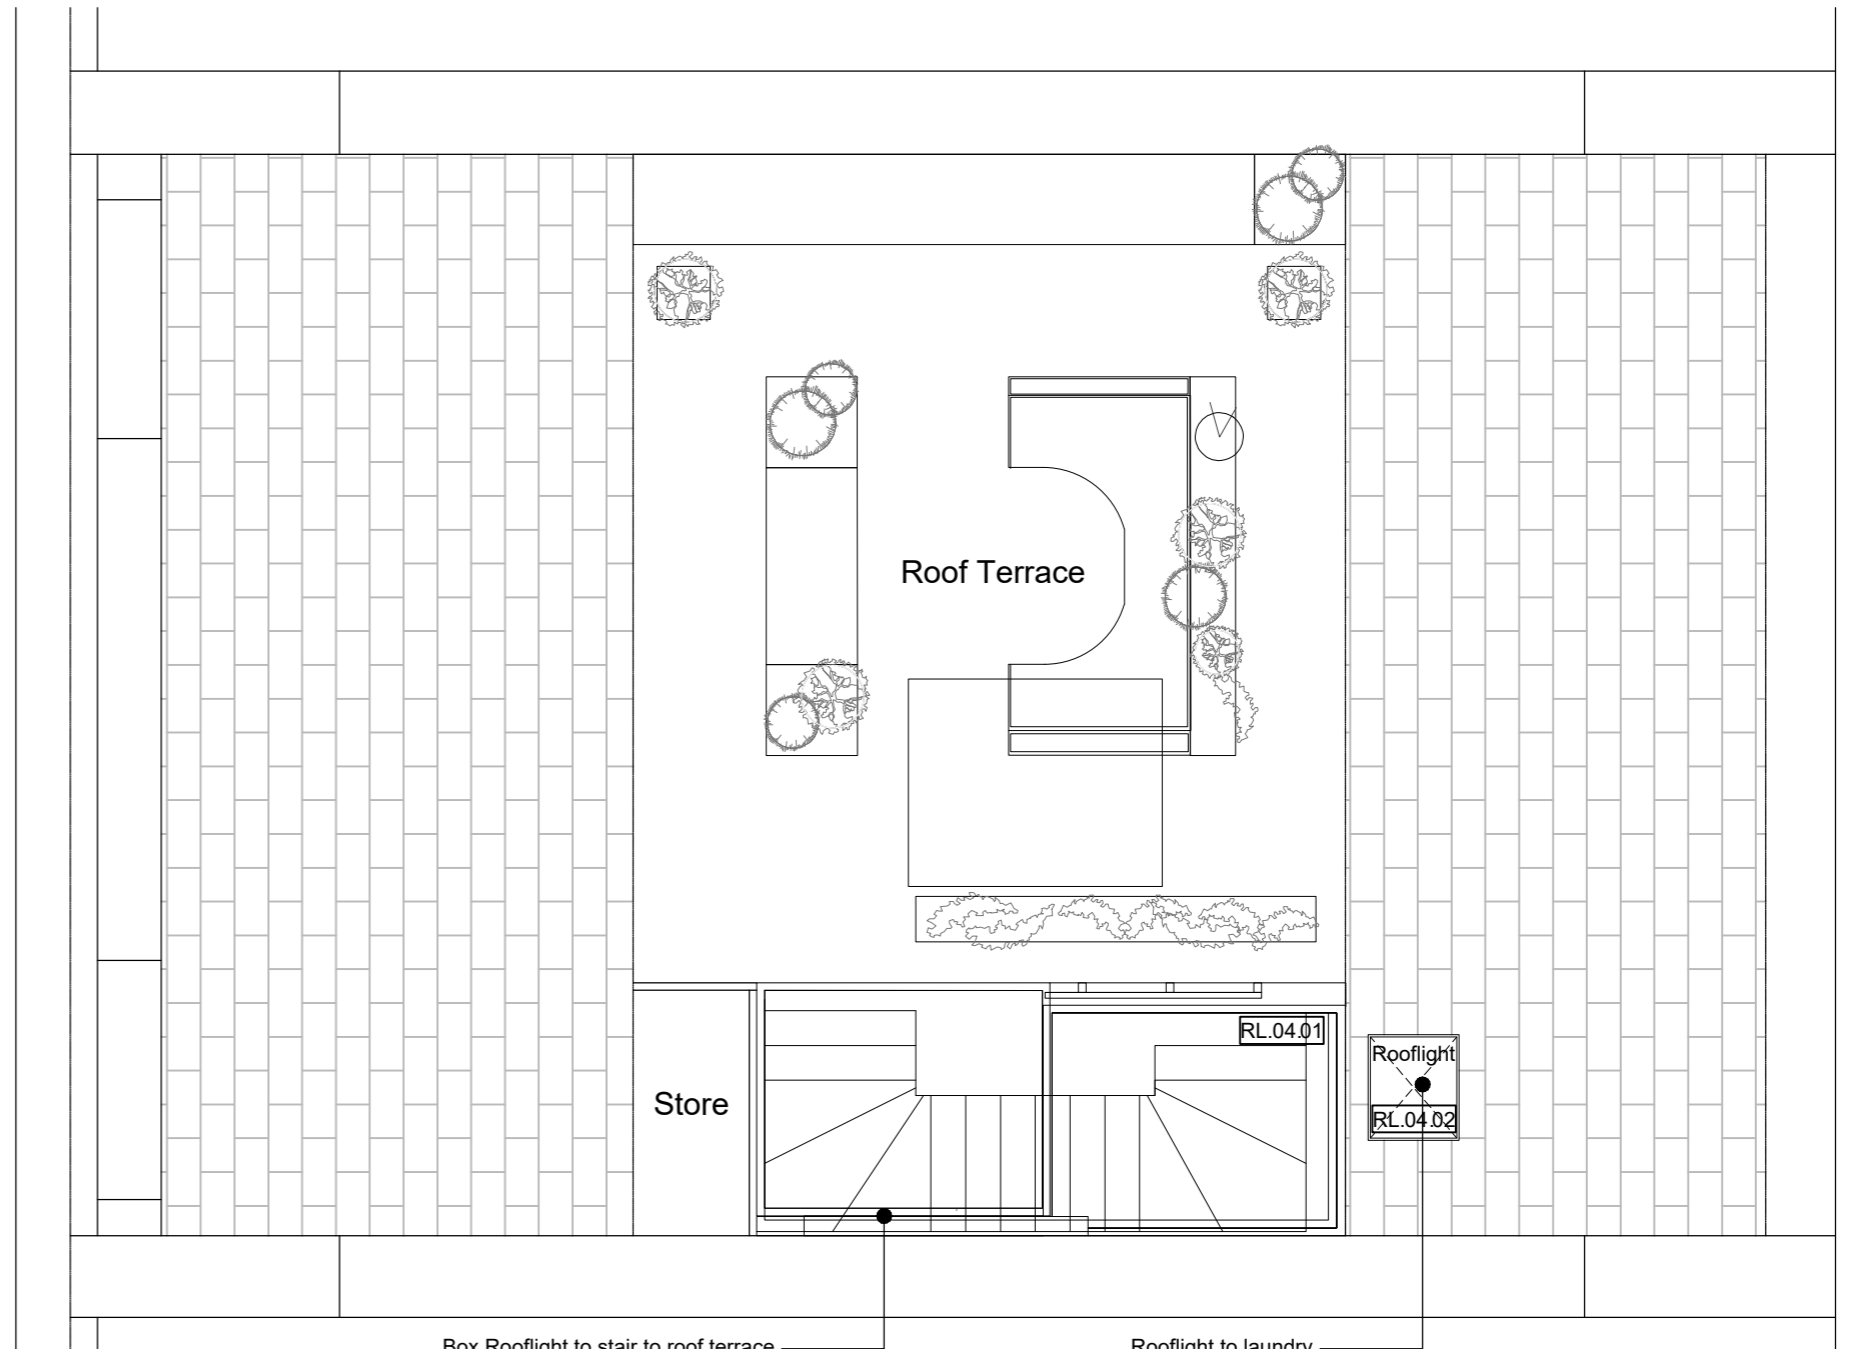 Roof Terrace
RL.04.01
Rooflight
Store
RL.04.02
Box Rooflight to stair to roof terrace
Rooflight to laundry